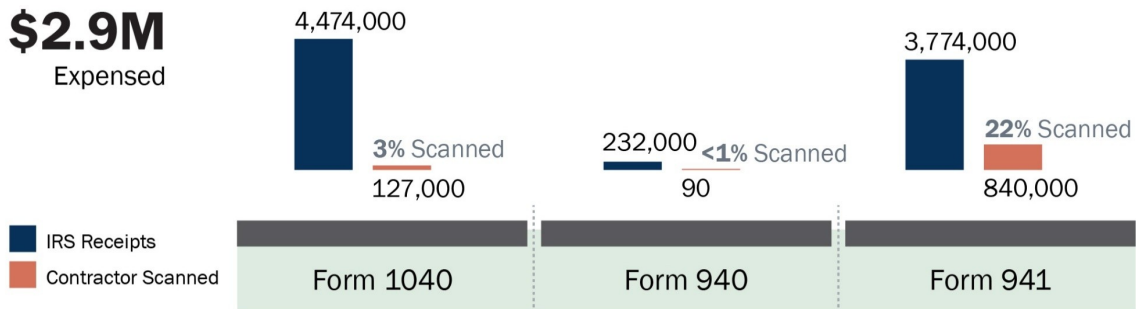 $2.9M
Expensed
4,474,000
3% Scanned
127,000
232,000
<1% Scanned
90
3,774,000
22% Scanned
840,000
IRS Receipts
Contractor Scanned
Form 1040
Form 940
Form 941